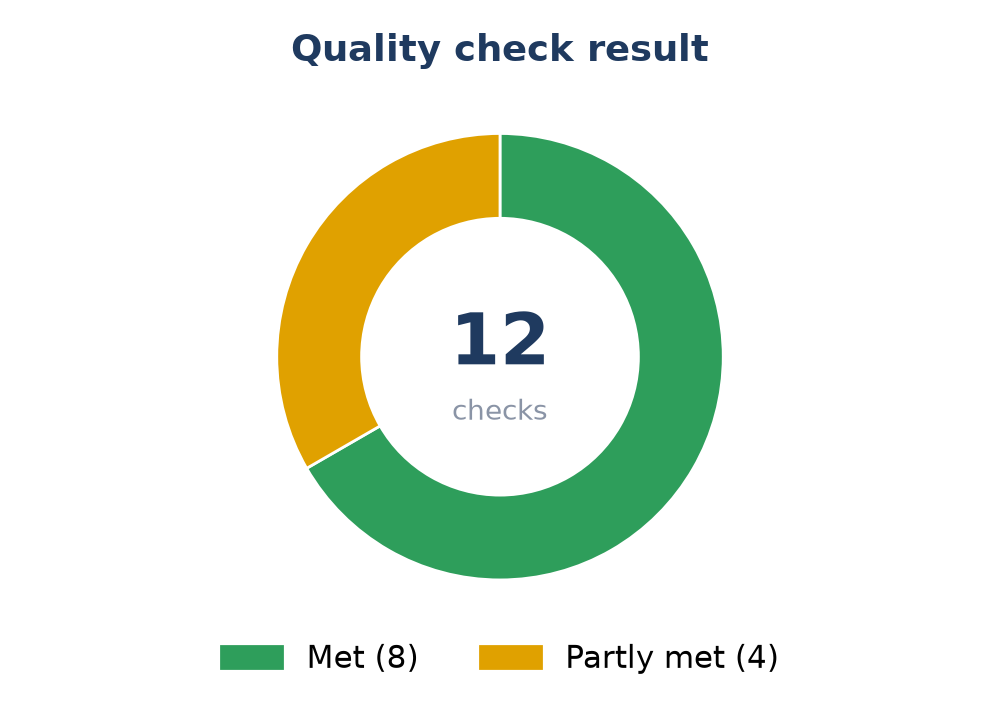 Quality check result
12
checks
Met (8)
Partly met (4)